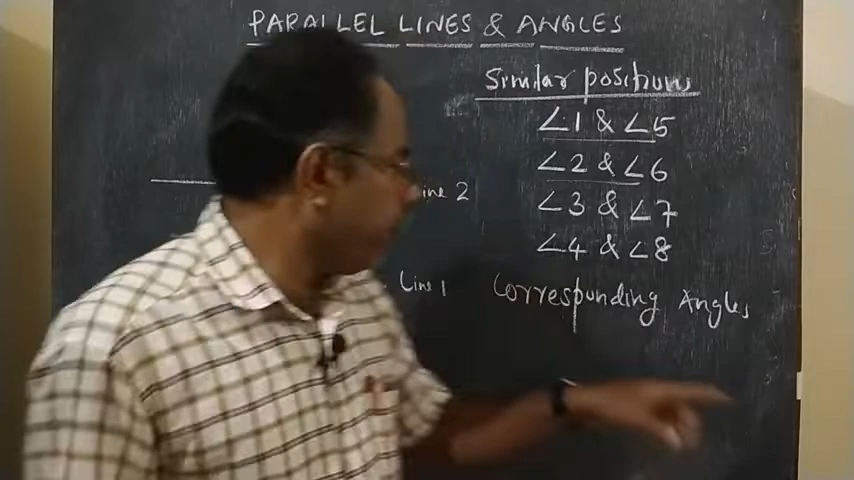 PARALLEL LINES & ANGLES
Similar positions
∠1 & ∠5
∠2 & ∠6
∠3 & ∠7
∠4 & ∠8
Line 2
Line 1
Corresponding Angles